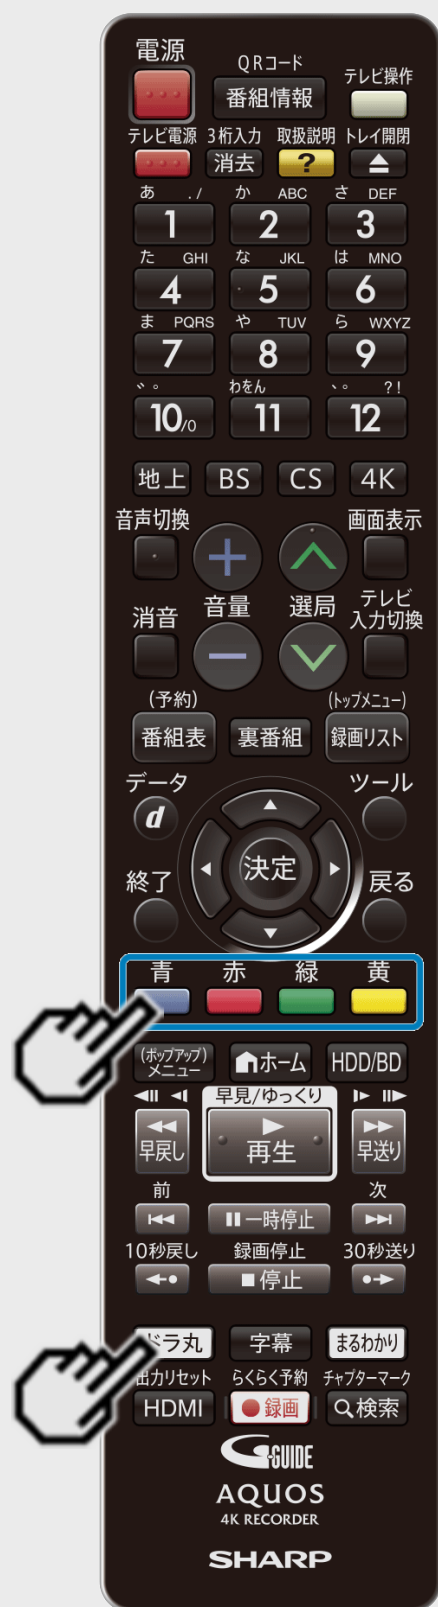 電源
QRコード
テレビ操作
番組情報
テレビ電源 3桁入力 取扱説明 トレイ開閉
消去 ?
あ ./ か ABC さ DEF
1 2 3
た GHI な JKL は MNO
4 5 6
ま PQRS や TUV ら WXYZ
7 8 9
゛゜ わをん 、。 ?!
10/0 11 12
地上 BS CS 4K
音声切換 画面表示
+
消音 音量 選局 テレビ
入力切換
−
(予約) (トップメニュー)
番組表 裏番組 録画リスト
データ ツール
d
決定
終了 戻る
青 赤 緑 黄
(ポップアップ)
メニュー ホーム HDD/BD
早見/ゆっくり
早戻し 再生 早送り
前 次
一時停止
10秒戻し 録画停止 30秒送り
停止
ドラ丸 字幕 まるわかり
出力リセット らくらく予約 チャプターマーク
HDMI 録画 検索
G-GUIDE
AQUOS
4K RECORDER
SHARP